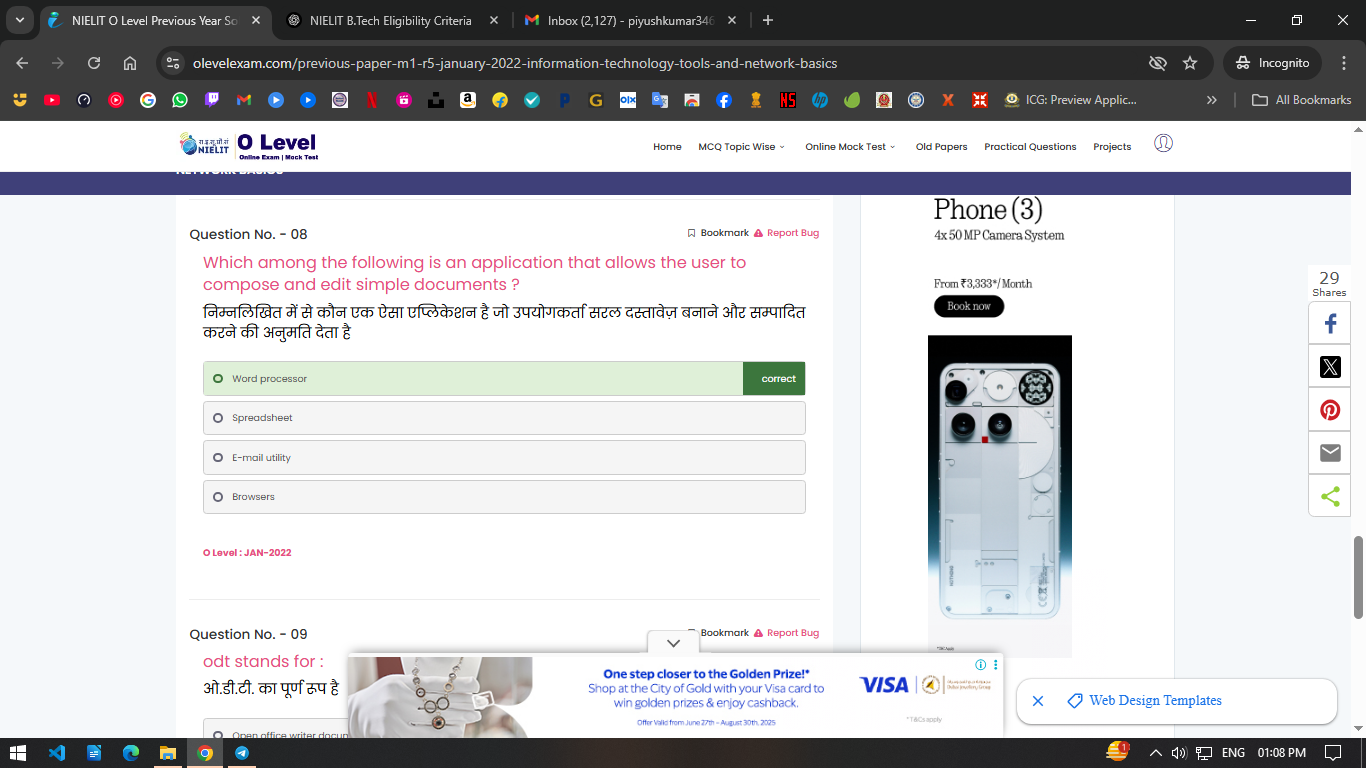 NIELIT O Level Previous Year So
NIELIT B.Tech Eligibility Criteria
Inbox (2,127) - piyushkumar346
olevelexam.com/previous-paper-m1-r5-january-2022-information-technology-tools-and-network-basics
Incognito
ICG: Preview Applic...
All Bookmarks
NIELIT
O Level
Online Exam | Mock Test
Home
MCQ Topic Wise
Online Mock Test
Old Papers
Practical Questions
Projects
NETWORK BASICS
Question No. - 08
Bookmark
Report Bug
Which among the following is an application that allows the user to
compose and edit simple documents ?
निम्नलिखित में से कौन एक ऐसा एप्लिकेशन है जो उपयोगकर्ता सरल दस्तावेज़ बनाने और सम्पादित
करने की अनुमति देता है
Word processor
correct
Spreadsheet
E-mail utility
Browsers
O Level : JAN-2022
Question No. - 09
Bookmark
Report Bug
odt stands for :
ओ.डी.टी. का पूर्ण रूप है
Open office writer docum
Phone (3)
4x 50 MP Camera System
From ₹3,333*/Month
Book now
29
Shares
One step closer to the Golden Prize!*
Shop at the City of Gold with your Visa card to
win golden prizes & enjoy cashback.
Offer Valid from June 27th – August 30th, 2025
VISA
*T&Cs apply
Web Design Templates
ENG
01:08 PM